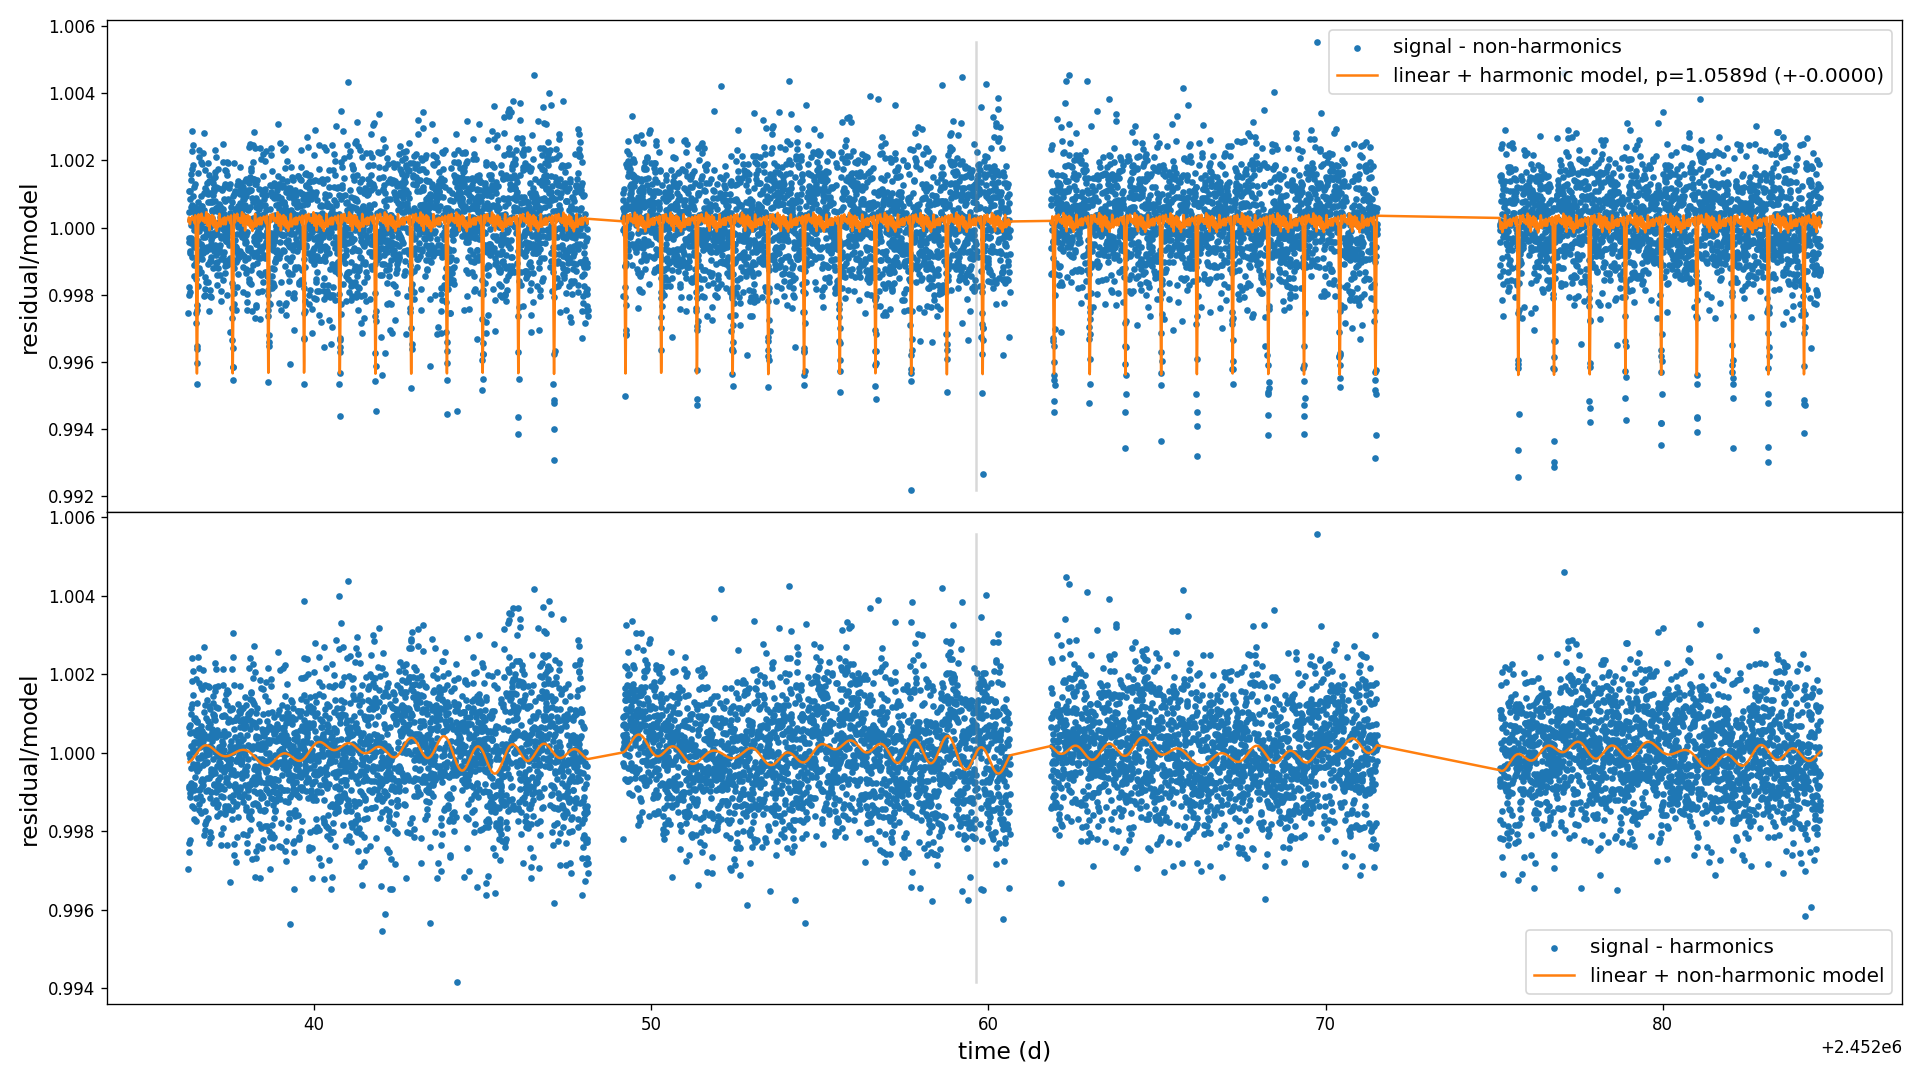 1.006
1.004
1.002
1.000
0.998
0.996
0.994
0.992
residual/model
signal - non-harmonics
linear + harmonic model, p=1.0589d (+-0.0000)
1.006
1.004
1.002
1.000
0.998
0.996
0.994
residual/model
signal - harmonics
linear + non-harmonic model
40 50 60 70 80
time (d)
+2.452e6